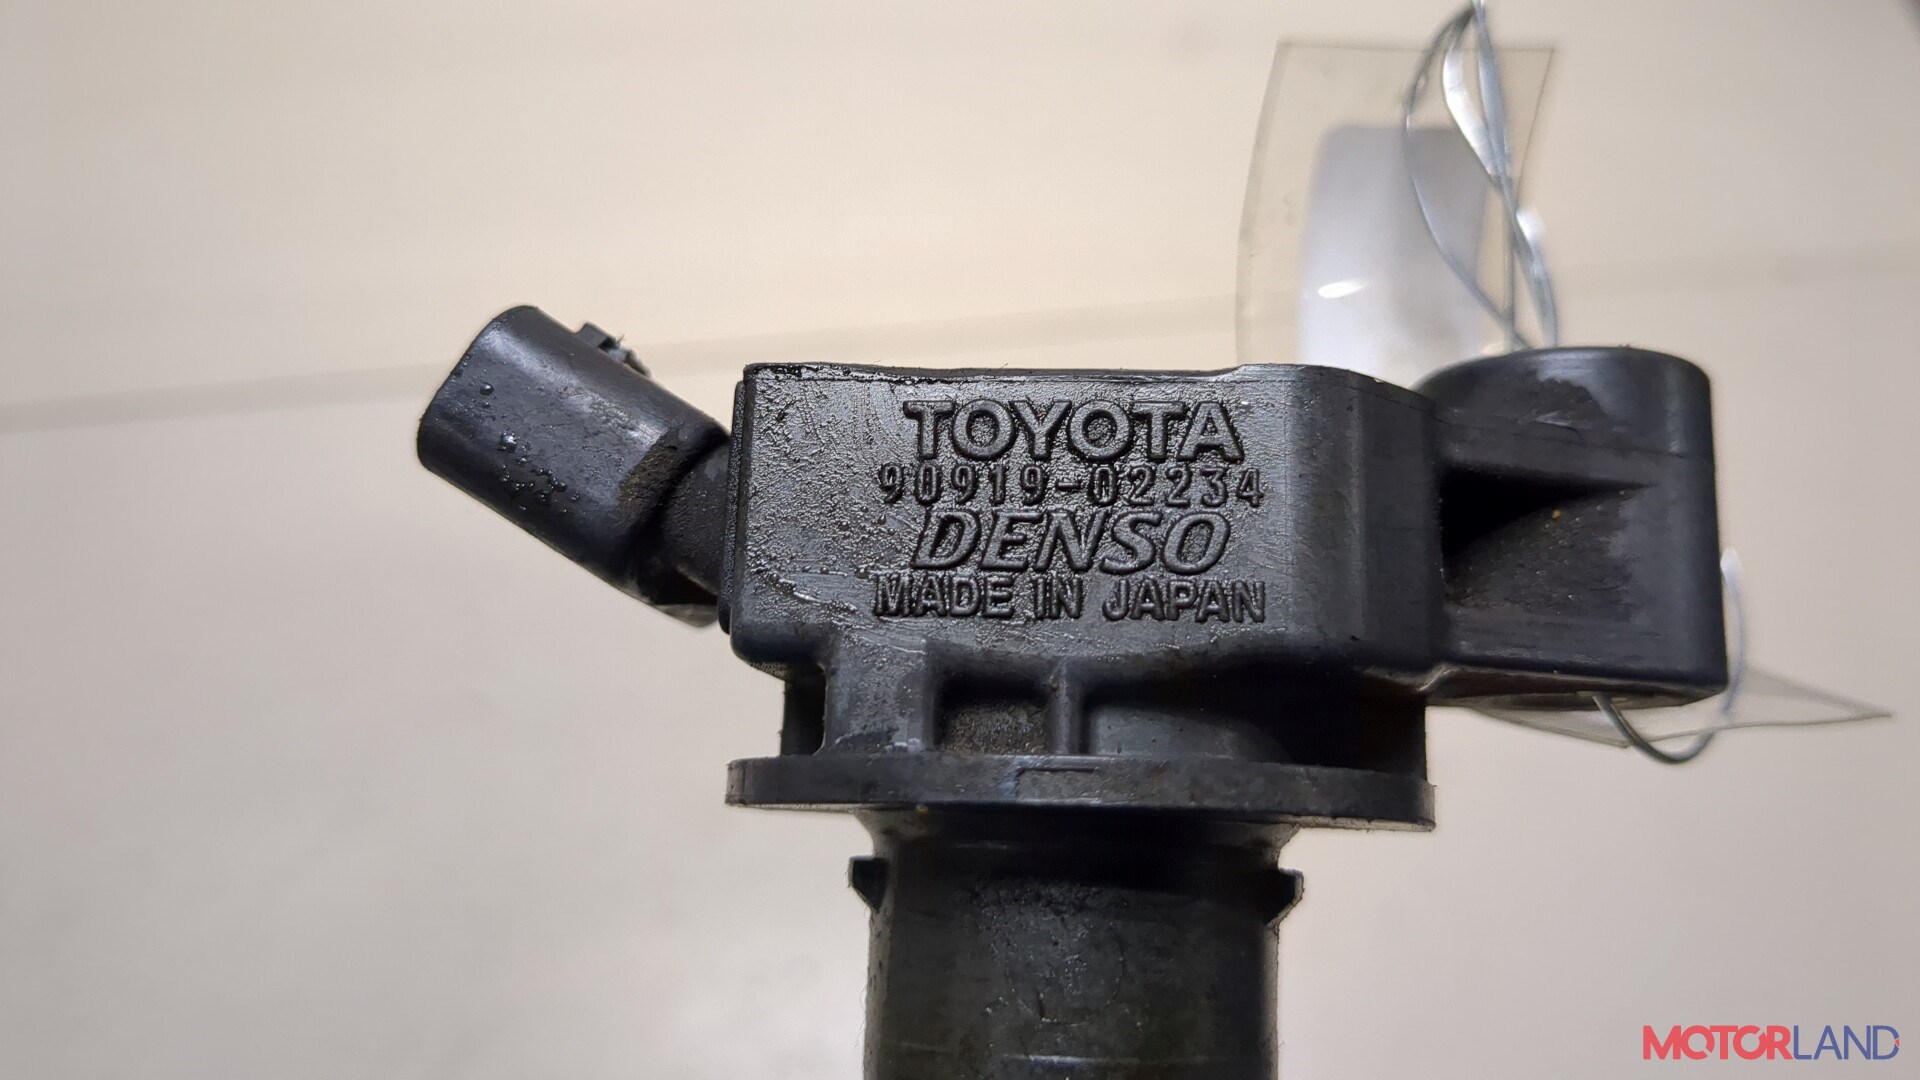 TOYOTA
90919-02234
DENSO
MADE IN JAPAN
MOTORLAND